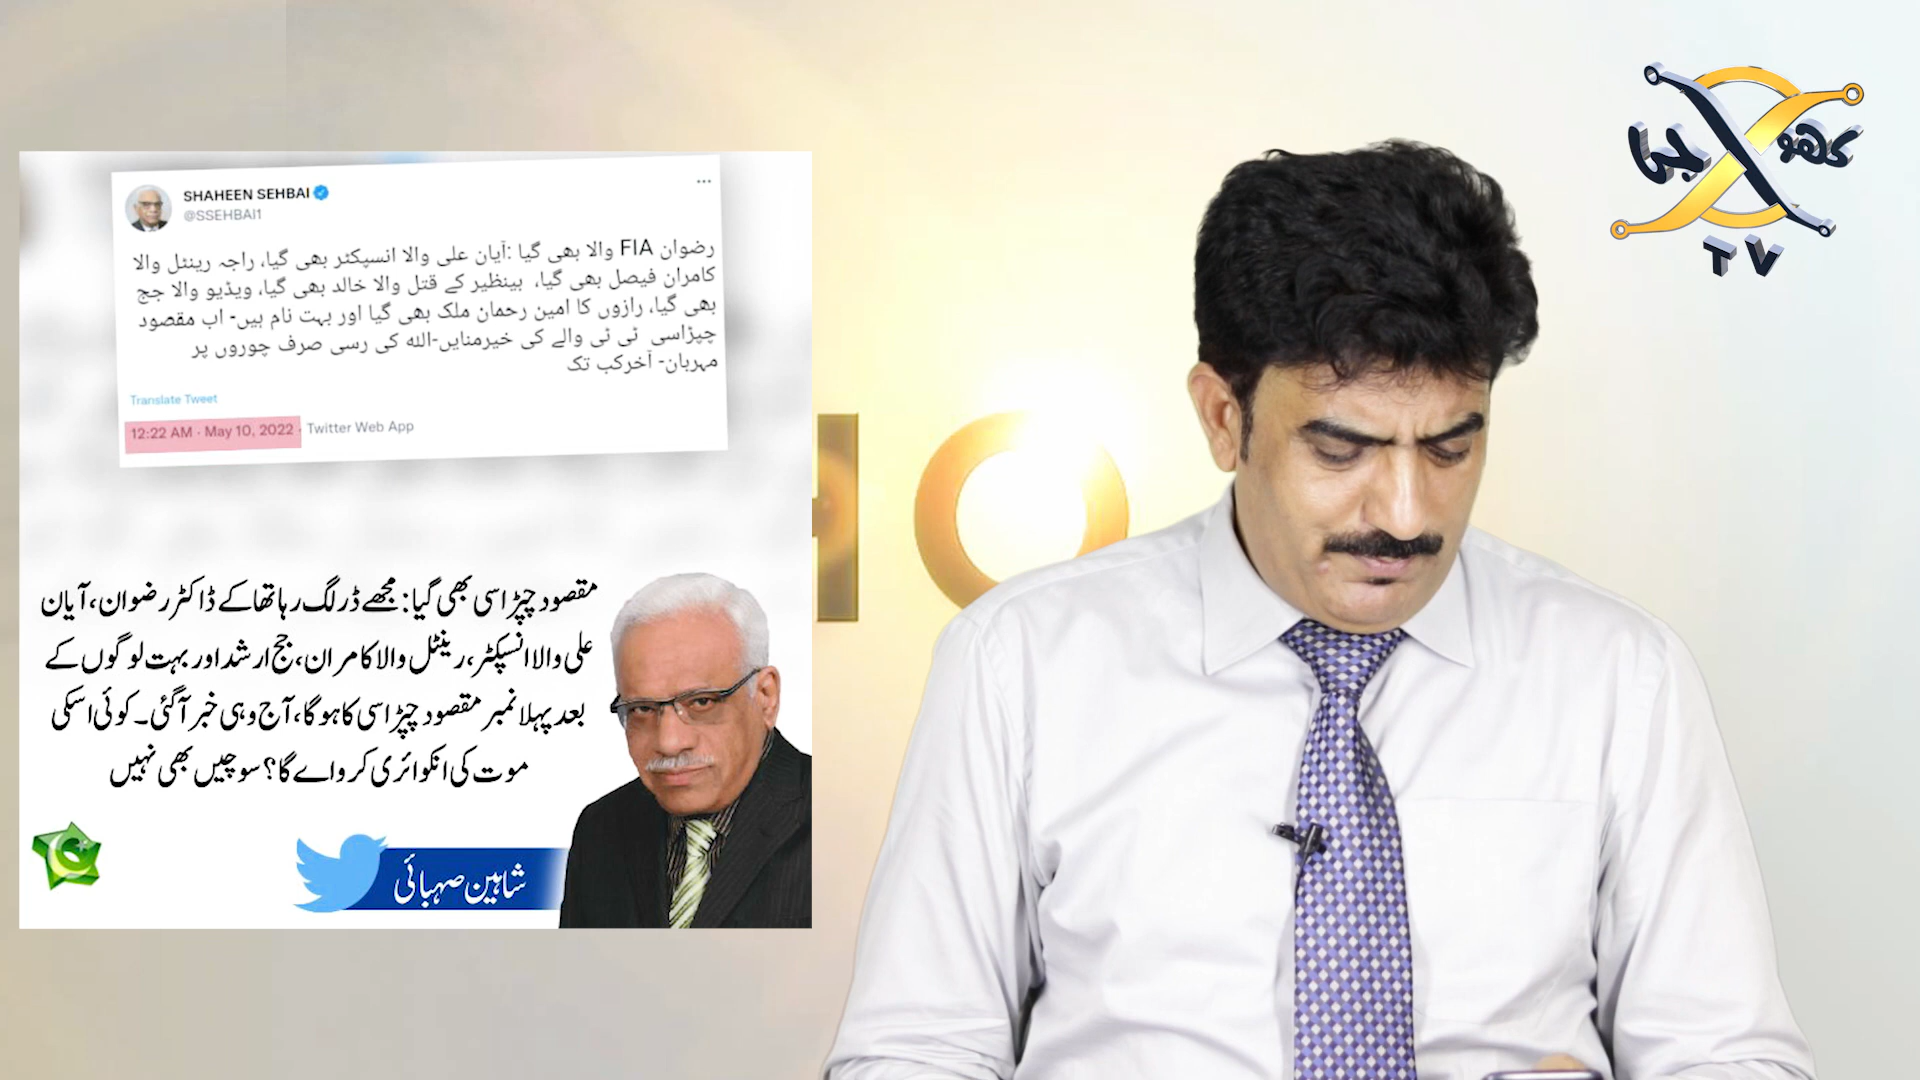 SHAHEEN SEHBAI
@SSEHBAI1
رضوان FIA والا بھی گیا :آیان علی والا انسپکٹر بھی گیا، راجہ رینٹل والا
کامران فیصل بھی گیا، بینظیر کے قتل والا خالد بھی گیا، ویڈیو والا جج
بھی گیا، رازوں کا امین رحمان ملک بھی گیا اور بہت نام ہیں- اب مقصود
چپڑاسی ٹی ٹی والے کی خیرمنایں-اللہ کی رسی صرف چوروں پر
مہربان- آخرکب تک
Translate Tweet
12:22 AM · May 10, 2022 · Twitter Web App
مقصود چپڑاسی بھی گیا: مجھے ڈر لگ رہا تھا کے ڈاکٹر رضوان، آیان
علی والا انسپکٹر، رینٹل والا کامران، جج ارشد اور بہت لوگوں کے
بعد پہلا نمبر مقصود چپڑاسی کا ہوگا، آج وہی خبر آگئی۔ کوئی اسکی
موت کی انکوائری کرواے گا؟ سوچیں بھی نہیں
شاہین صہبائی
کھوجی
TV
HO